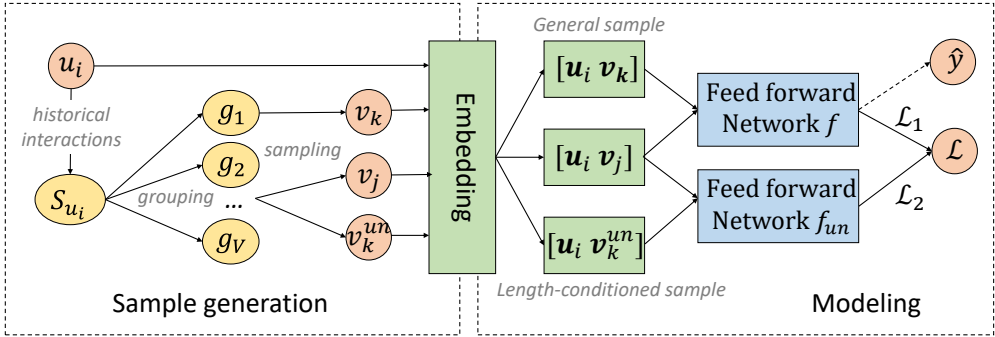 General sample
u_i
[u_i v_k]
ŷ
historical
interactions
g_1
v_k
Feed forward
Network f
ℒ_1
g_2
sampling
Embedding
[u_i v_j]
ℒ
S_{u_i}
grouping
...
v_j
Feed forward
Network f_{un}
ℒ_2
g_V
v_k^{un}
[u_i v_k^{un}]
Length-conditioned sample
Sample generation
Modeling